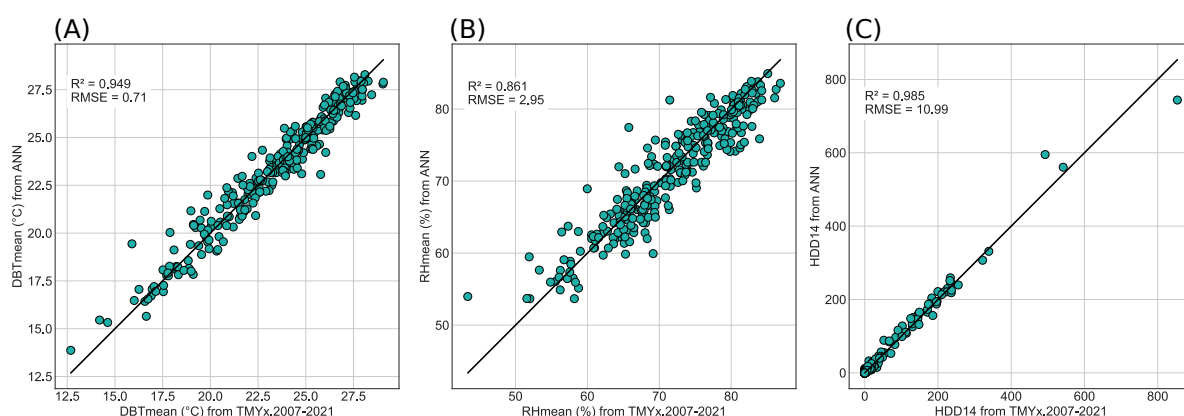 (A)
R² = 0.949
RMSE = 0.71
27.5
25.0
22.5
20.0
17.5
15.0
12.5
12.5 15.0 17.5 20.0 22.5 25.0 27.5
DBTmean (°C) from ANN
DBTmean (°C) from TMYx.2007-2021
(B)
R² = 0.861
RMSE = 2.95
80
70
60
50
50 60 70 80
RHmean (%) from ANN
RHmean (%) from TMYx.2007-2021
(C)
R² = 0.985
RMSE = 10.99
800
600
400
200
0
0 200 400 600 800
HDD14 from ANN
HDD14 from TMYx.2007-2021